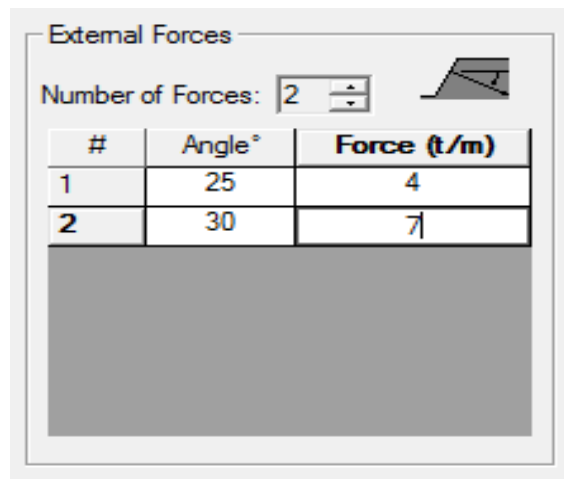 External Forces
Number of Forces: 2
# Angle° Force (t/m)
1 25 4
2 30 7